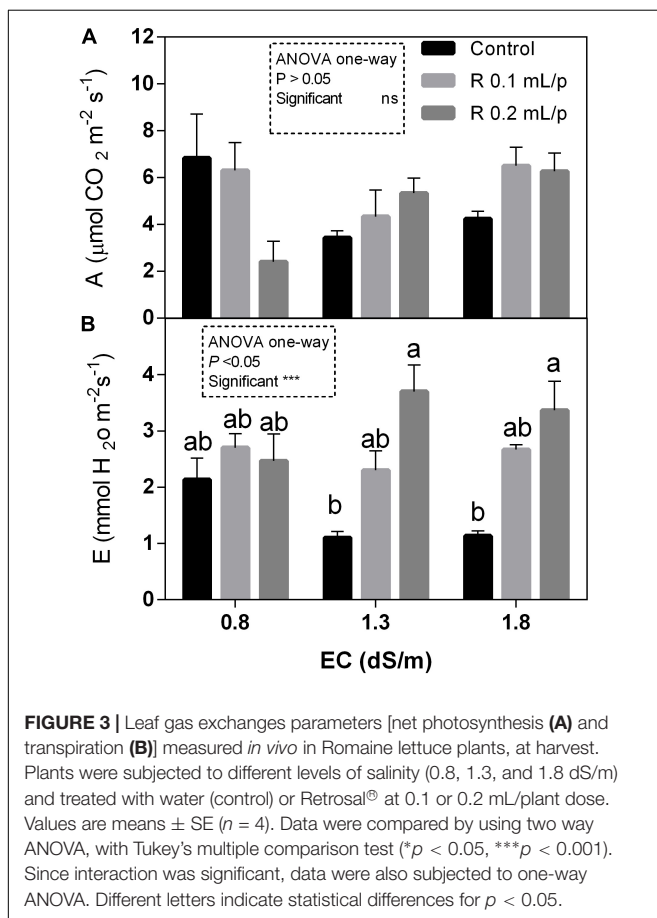 A
12
10
8
6
4
2
0
A (μmol CO 2 m-2 s-1)
ANOVA one-way
P > 0.05
Significant ns
Control
R 0.1 mL/p
R 0.2 mL/p
B
4
3
2
1
0
E (mmol H 2o m-2s-1)
ANOVA one-way
P <0.05
Significant ***
ab ab ab
b ab a
b ab a
0.8 1.3 1.8
EC (dS/m)
FIGURE 3 | Leaf gas exchanges parameters [net photosynthesis (A) and
transpiration (B)] measured in vivo in Romaine lettuce plants, at harvest.
Plants were subjected to different levels of salinity (0.8, 1.3, and 1.8 dS/m)
and treated with water (control) or Retrosal® at 0.1 or 0.2 mL/plant dose.
Values are means ± SE (n = 4). Data were compared by using two way
ANOVA, with Tukey's multiple comparison test (*p < 0.05, ***p < 0.001).
Since interaction was significant, data were also subjected to one-way
ANOVA. Different letters indicate statistical differences for p < 0.05.